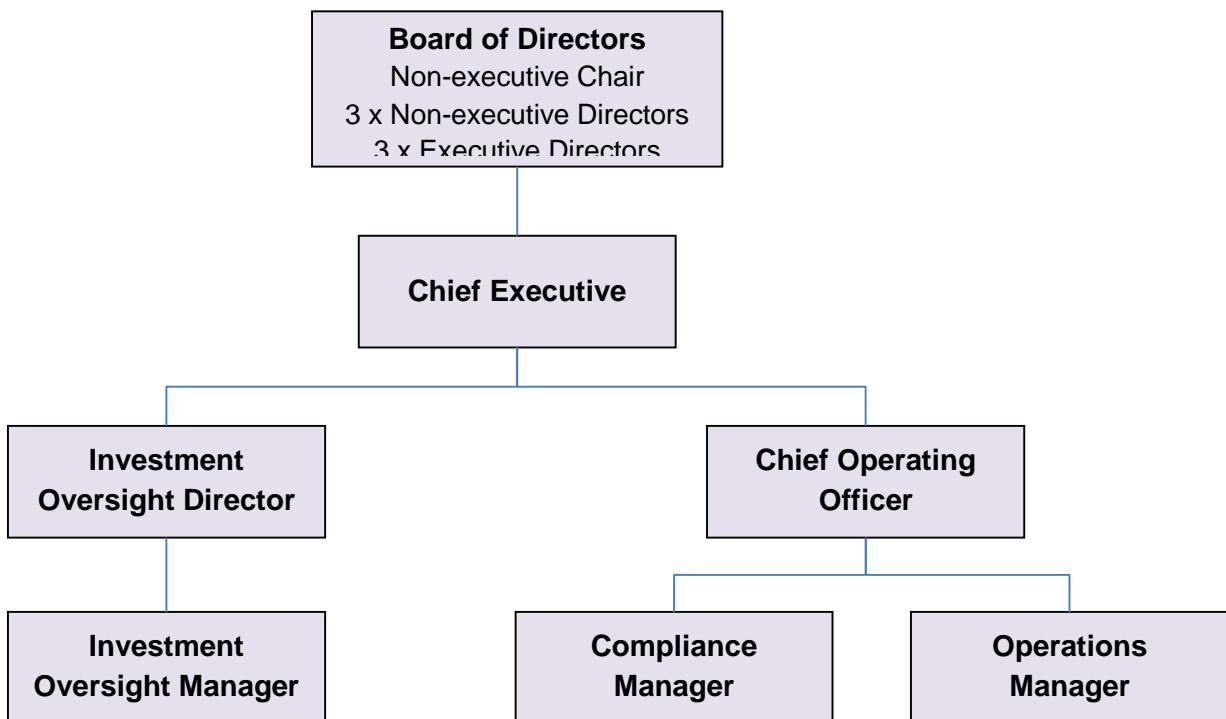 Board of Directors
Non-executive Chair
3 x Non-executive Directors
3 x Executive Directors
Chief Executive
Investment
Oversight Director
Chief Operating
Officer
Investment
Oversight Manager
Compliance
Manager
Operations
Manager